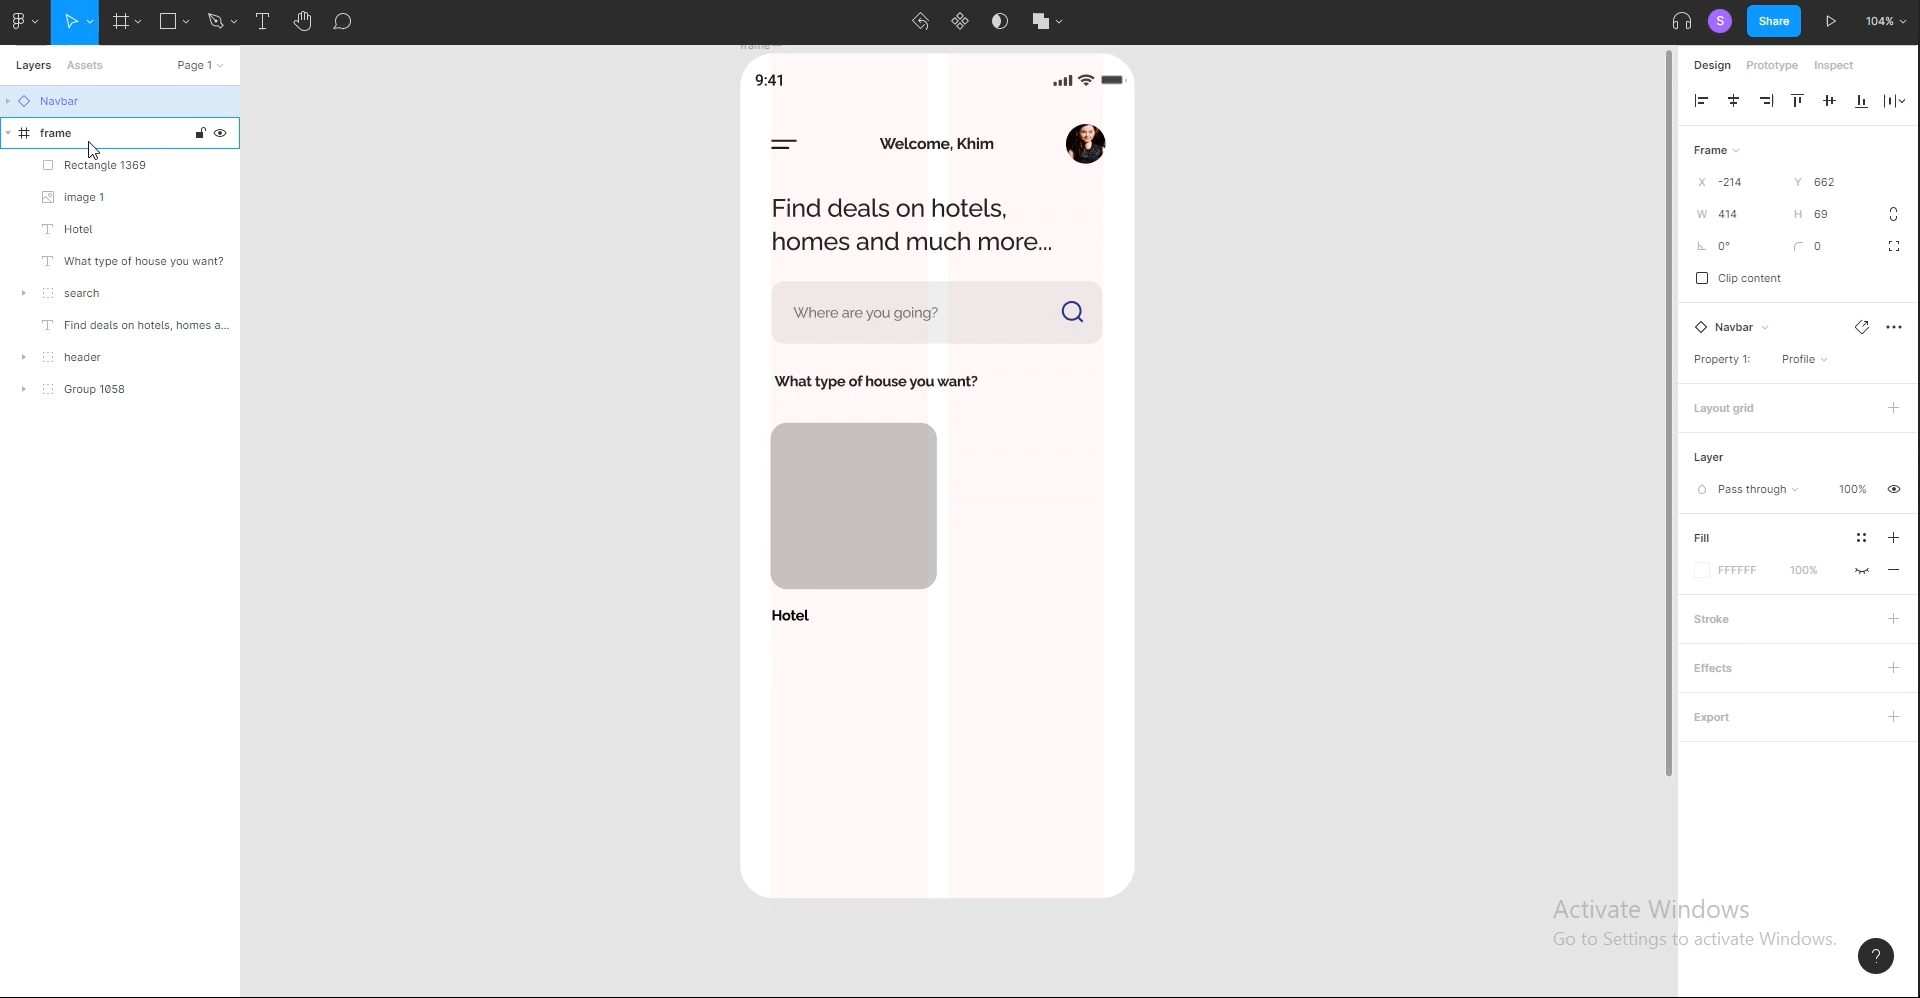 S
Share
104%
Layers
Assets
Page 1
Navbar
frame
Rectangle 1369
image 1
Hotel
What type of house you want?
search
Find deals on hotels, homes a...
header
Group 1058
frame
9:41
Welcome, Khim
Find deals on hotels,
homes and much more...
Where are you going?
What type of house you want?
Hotel
Design
Prototype
Inspect
Frame
X -214
Y 662
W 414
H 69
0°
0
Clip content
Navbar
Property 1:
Profile
Layout grid
Layer
Pass through
100%
Fill
FFFFFF
100%
Stroke
Effects
Export
Activate Windows
Go to Settings to activate Windows.
?